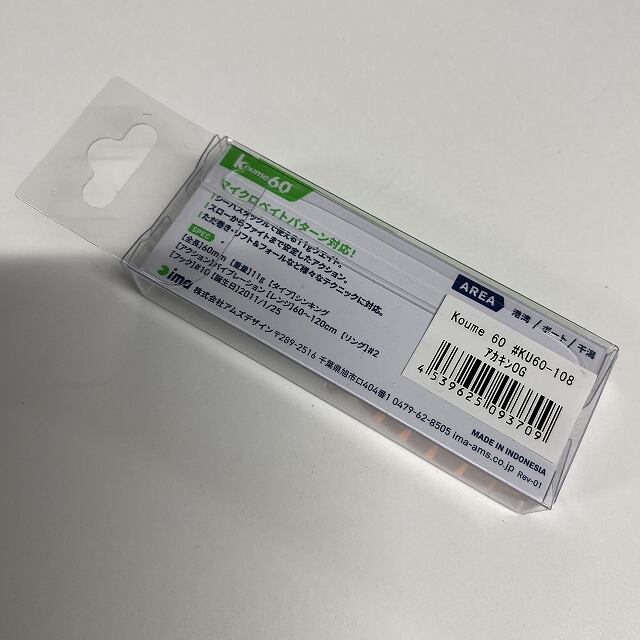 Koume60
マイクロベイトパターン対応!
シーバスタックルで使える11gウェイト。
スローからファストまで安定したアクション。
ただ巻き・リフト&フォールなど様々なテクニックに対応。
SPEC
【全長】60mm【重量】11g【タイプ】シンキング
【アクション】バイブレーション【レンジ】60~120cm【リング】#2
【フック】#10【誕生日】2011/1/25
ima 株式会社アムズデザイン〒289-2516 千葉県旭市ロ404番1 0479-62-8505 ima-ams.co.jp Rev-01
AREA 港湾/ボート/干潟
Koume 60 #KU60-108
アカキンOG
4539625093709
MADE IN INDONESIA